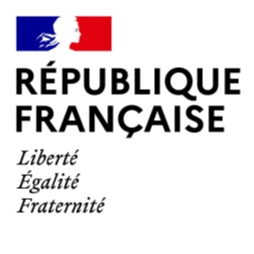 RÉPUBLIQUE
FRANÇAISE
Liberté
Égalité
Fraternité